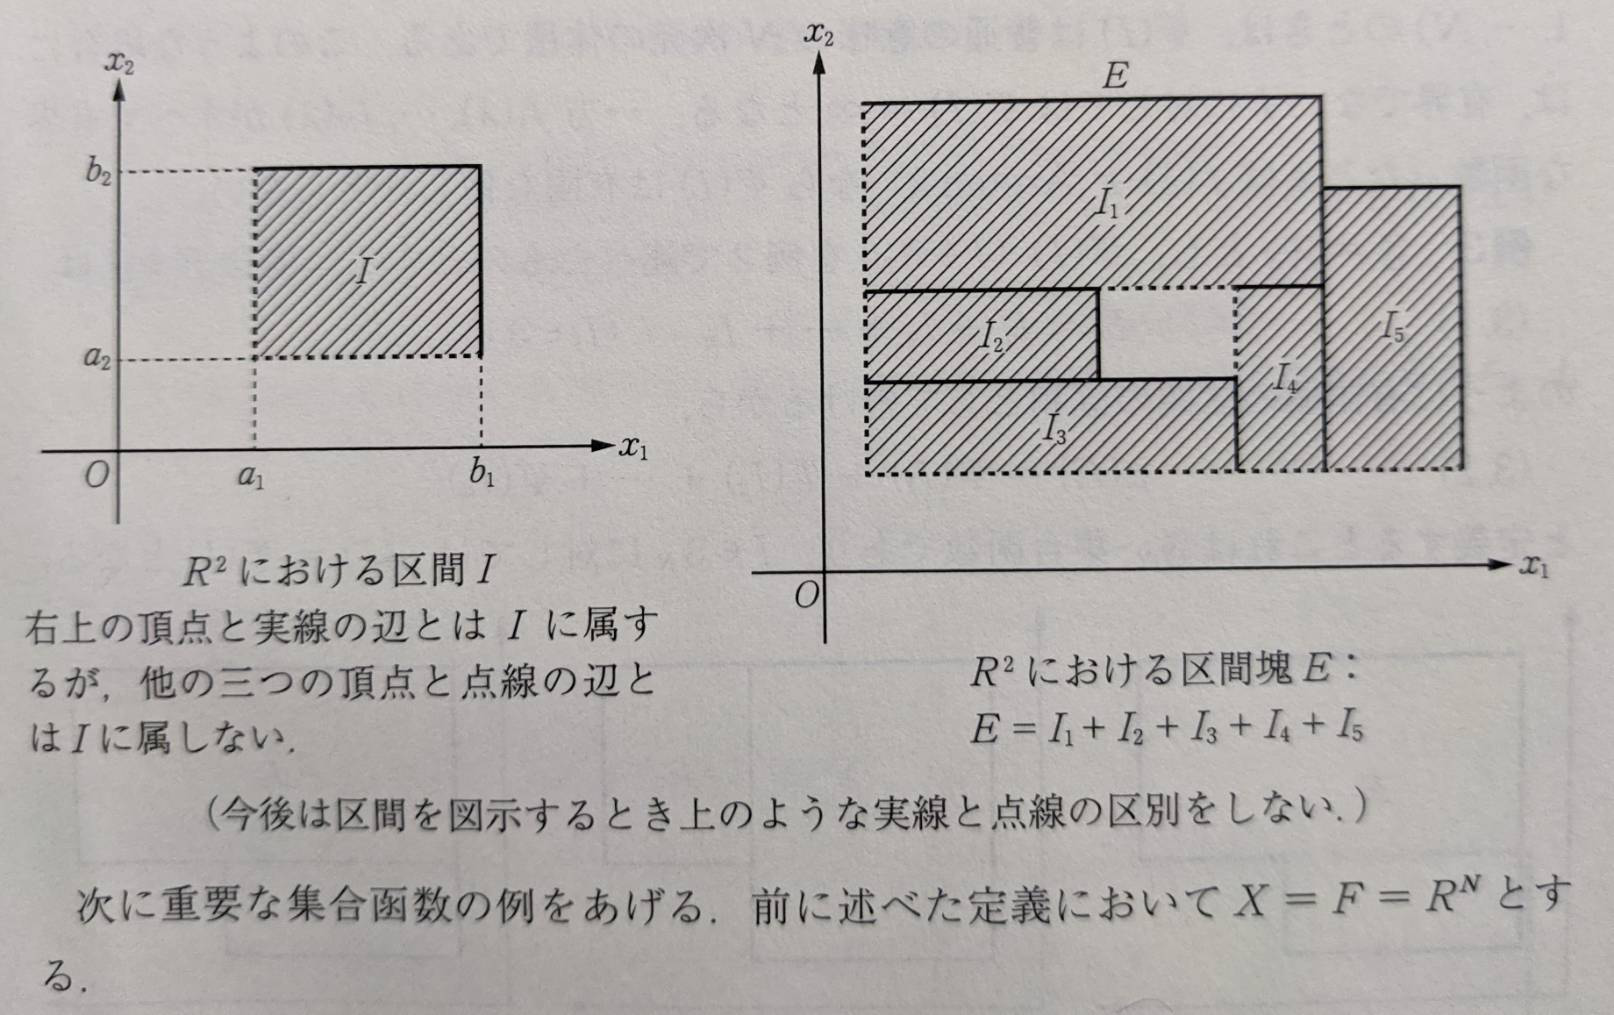 x₂
b₂
a₂
I
O
a₁
b₁
x₁
R² における区間 I
右上の頂点と実線の辺とは I に属す
るが，他の三つの頂点と点線の辺と
は I に属しない．
x₂
E
I₁
I₂
I₃
I₄
I₅
O
x₁
R² における区間塊 E：
E = I₁ + I₂ + I₃ + I₄ + I₅
（今後は区間を図示するとき上のような実線と点線の区別をしない．）
次に重要な集合函数の例をあげる．前に述べた定義において X = F = Rᴺ とす
る．